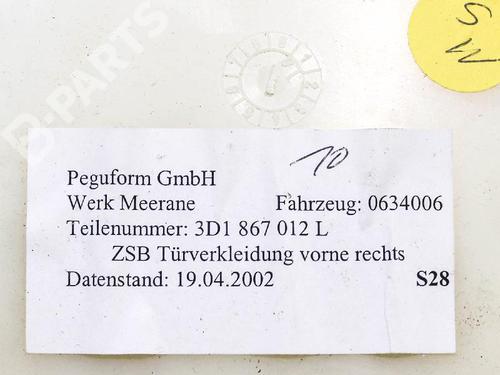 S
M
D-PARTS
10
Peguform GmbH
Werk Meerane Fahrzeug: 0634006
Teilenummer: 3D1 867 012 L
ZSB Türverkleidung vorne rechts
Datenstand: 19.04.2002 S28